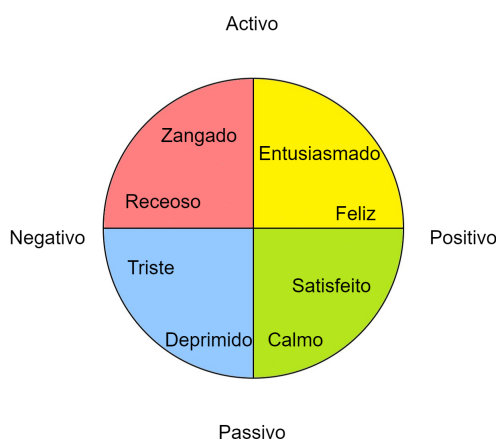 Activo
Zangado
Entusiasmado
Receoso
Feliz
Negativo
Positivo
Triste
Satisfeito
Deprimido
Calmo
Passivo